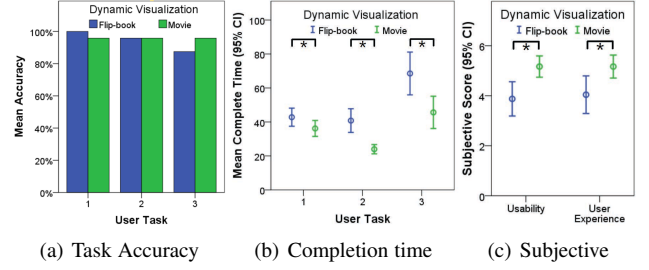 Dynamic Visualization
Flip-book Movie
100%
80%
60%
40%
20%
0%
Mean Accuracy
1 2 3
User Task
(a) Task Accuracy
Dynamic Visualization
Flip-book Movie
* * *
100
80
60
40
20
0
Mean Complete Time (95% CI)
1 2 3
User Task
(b) Completion time
Dynamic Visualization
Flip-book Movie
* *
6
4
2
0
Subjective Score (95% CI)
Usability User
Experience
(c) Subjective